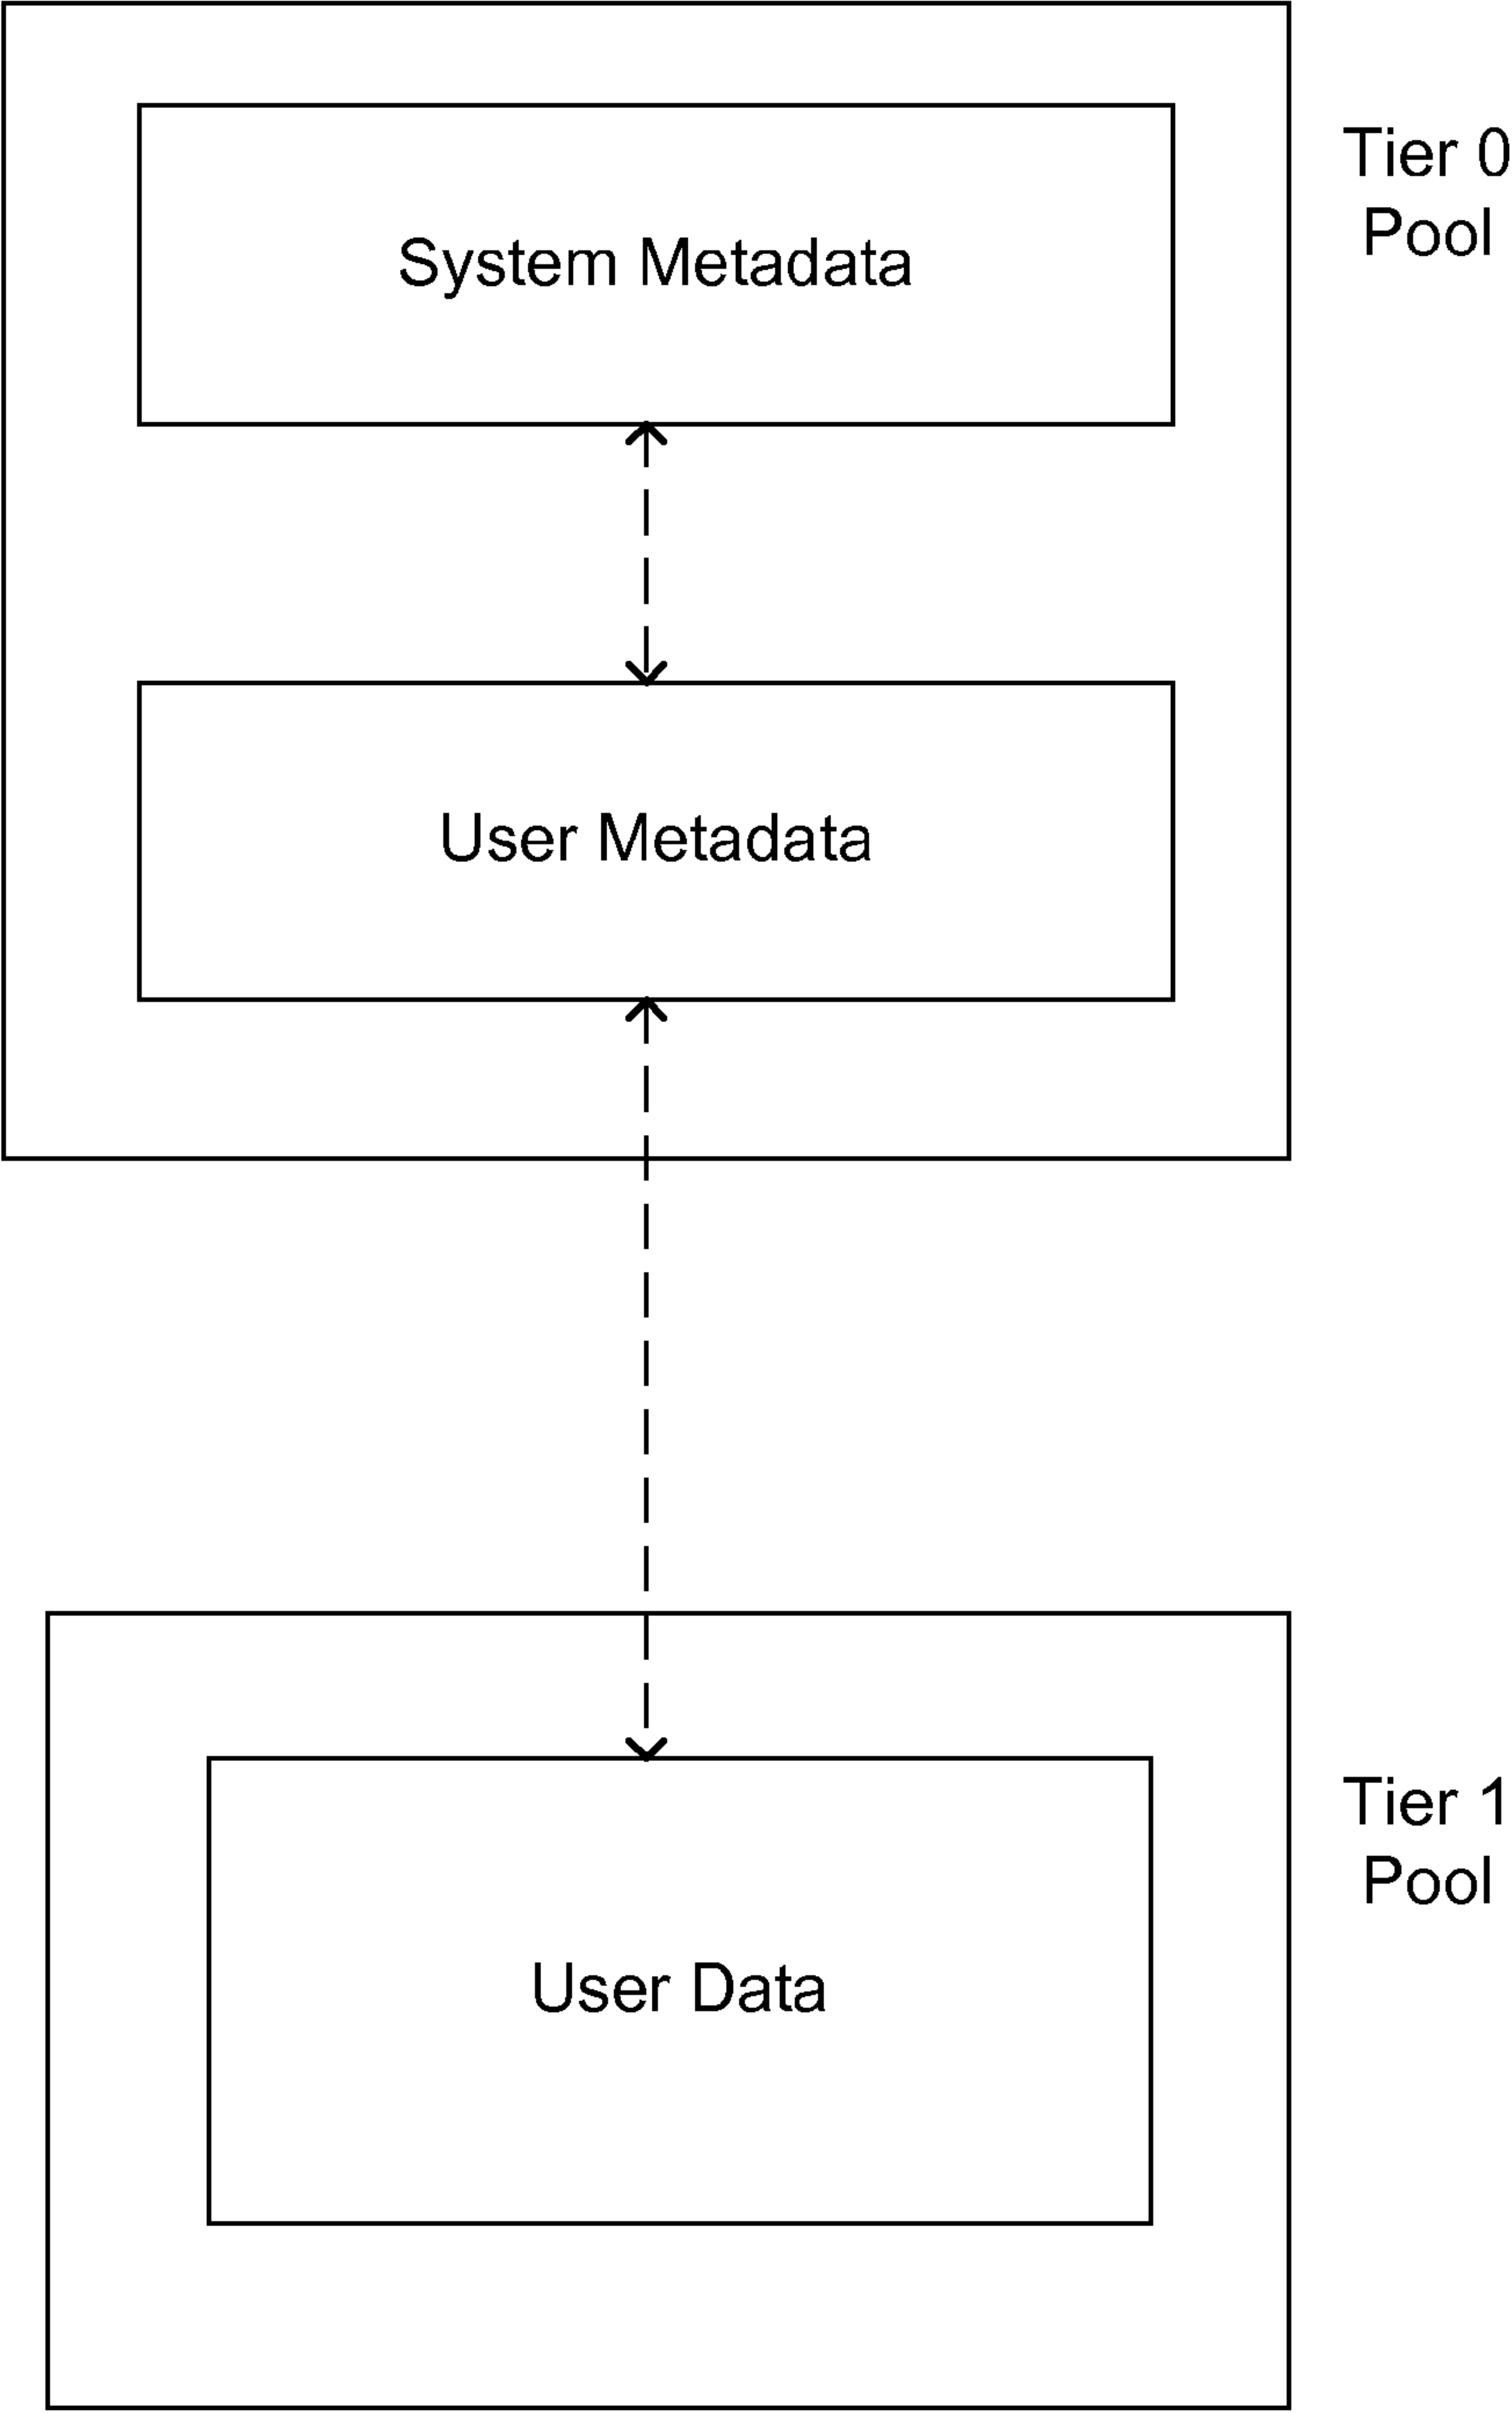 Tier 0
Pool
System Metadata
User Metadata
Tier 1
Pool
User Data